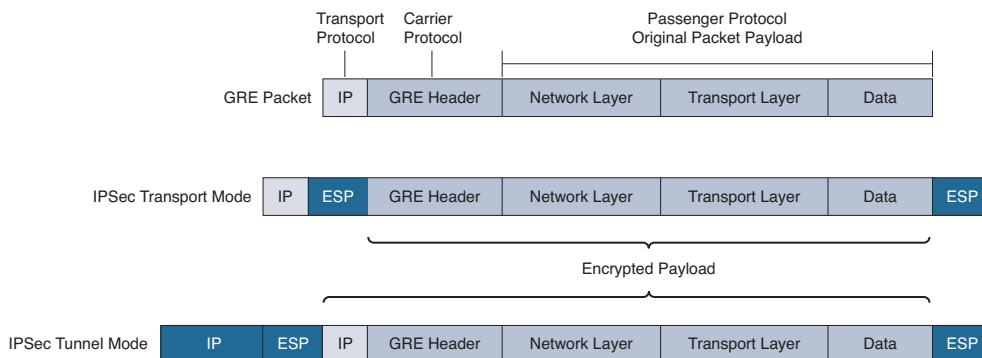 Transport Protocol
Carrier Protocol
Passenger Protocol
Original Packet Payload
GRE Packet IP GRE Header Network Layer Transport Layer Data
IPSec Transport Mode IP ESP GRE Header Network Layer Transport Layer Data ESP
Encrypted Payload
IPSec Tunnel Mode IP ESP IP GRE Header Network Layer Transport Layer Data ESP